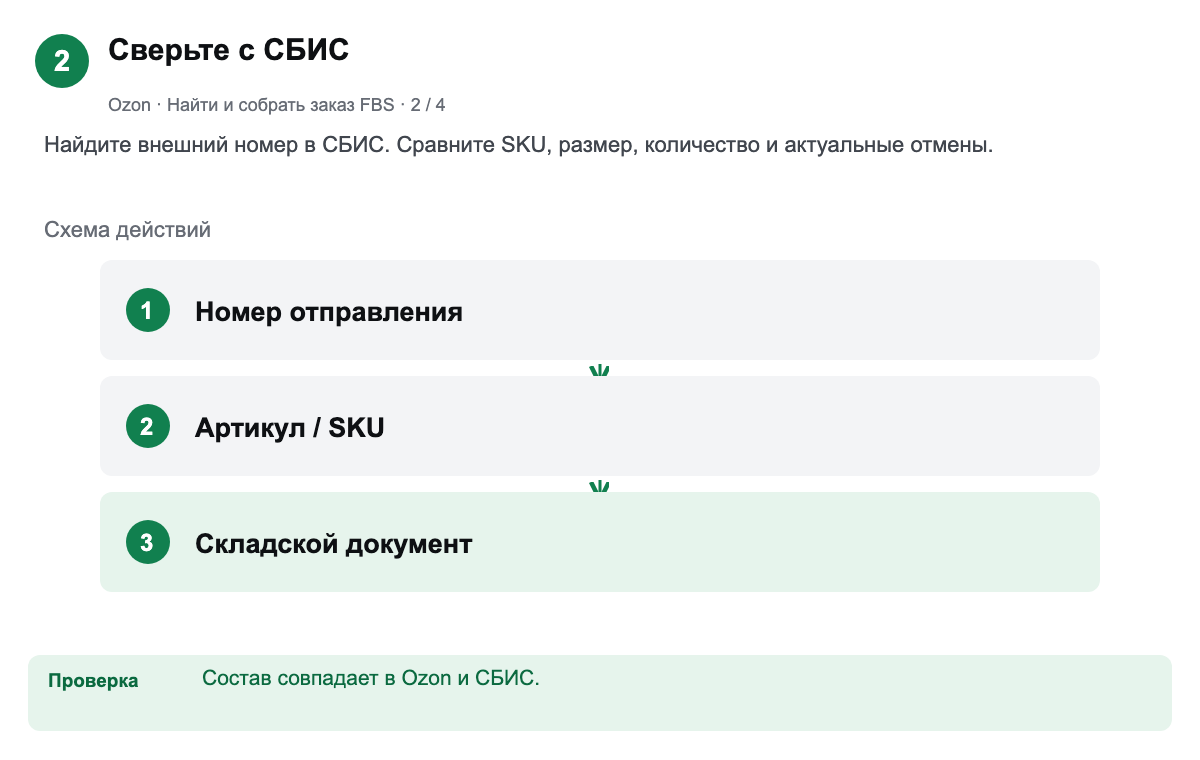 2
Сверьте с СБИС
Ozon · Найти и собрать заказ FBS · 2 / 4
Найдите внешний номер в СБИС. Сравните SKU, размер, количество и актуальные отмены.
Схема действий
1 Номер отправления
2 Артикул / SKU
3 Складской документ
Проверка Состав совпадает в Ozon и СБИС.